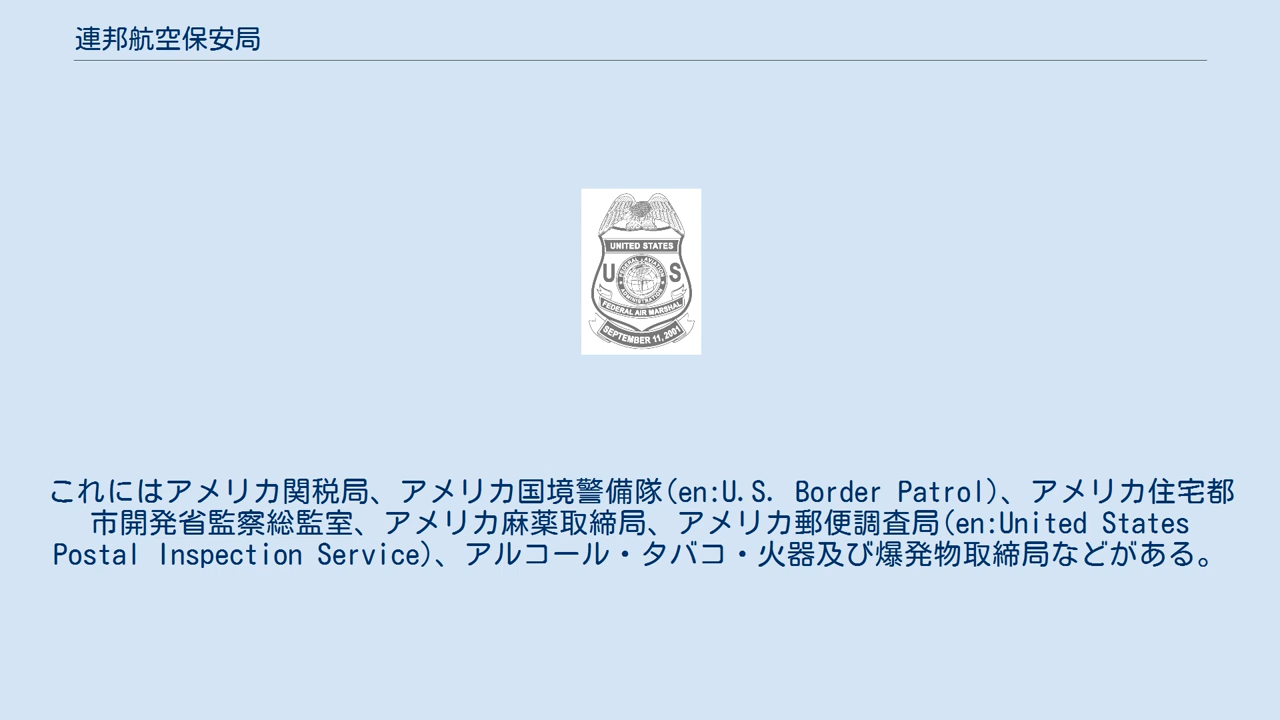 連邦航空保安局
UNITED STATES
U S
FEDERAL AVIATION ADMINISTRATION
FEDERAL AIR MARSHAL
SEPTEMBER 11, 2001
これにはアメリカ関税局、アメリカ国境警備隊(en:U.S. Border Patrol)、アメリカ住宅都
市開発省監察総監室、アメリカ麻薬取締局、アメリカ郵便調査局(en:United States
Postal Inspection Service)、アルコール・タバコ・火器及び爆発物取締局などがある。